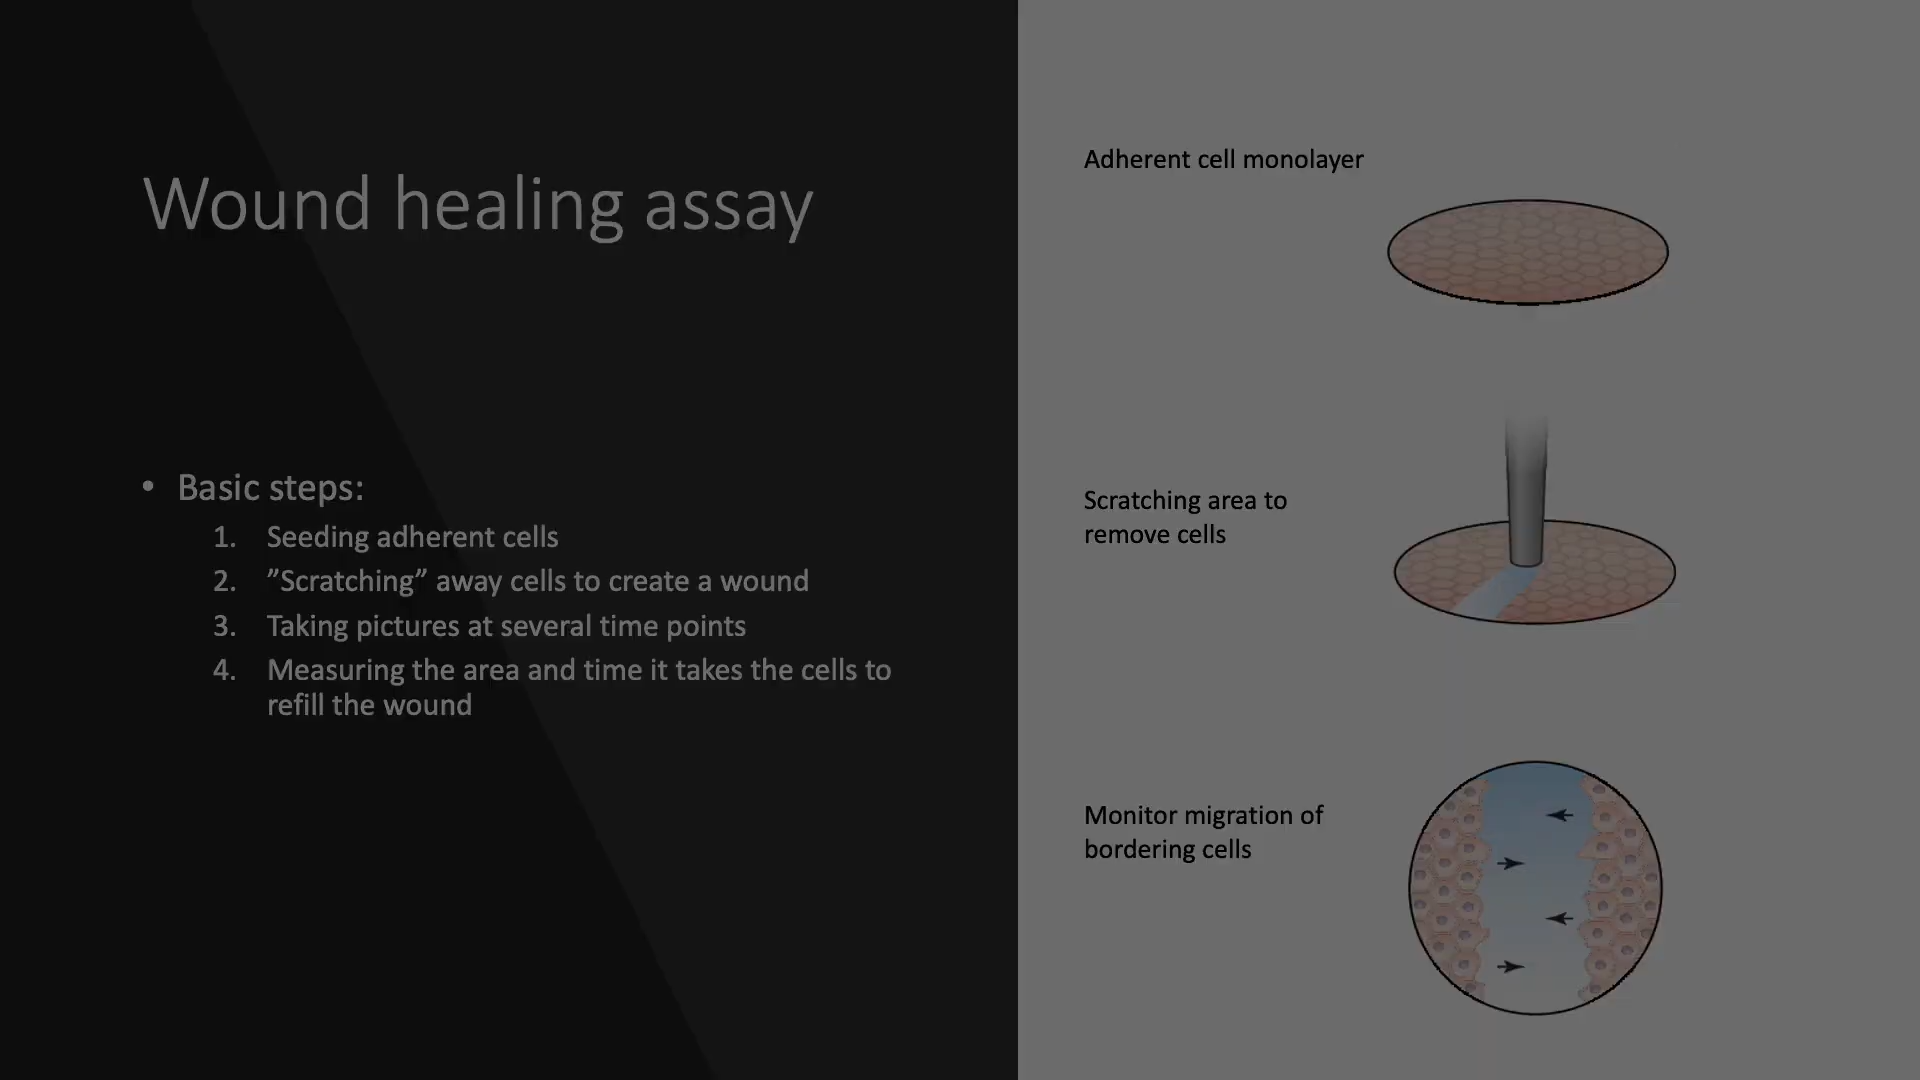 Wound healing assay
• Basic steps:
1. Seeding adherent cells
2. ”Scratching” away cells to create a wound
3. Taking pictures at several time points
4. Measuring the area and time it takes the cells to
refill the wound
Adherent cell monolayer
Scratching area to
remove cells
Monitor migration of
bordering cells